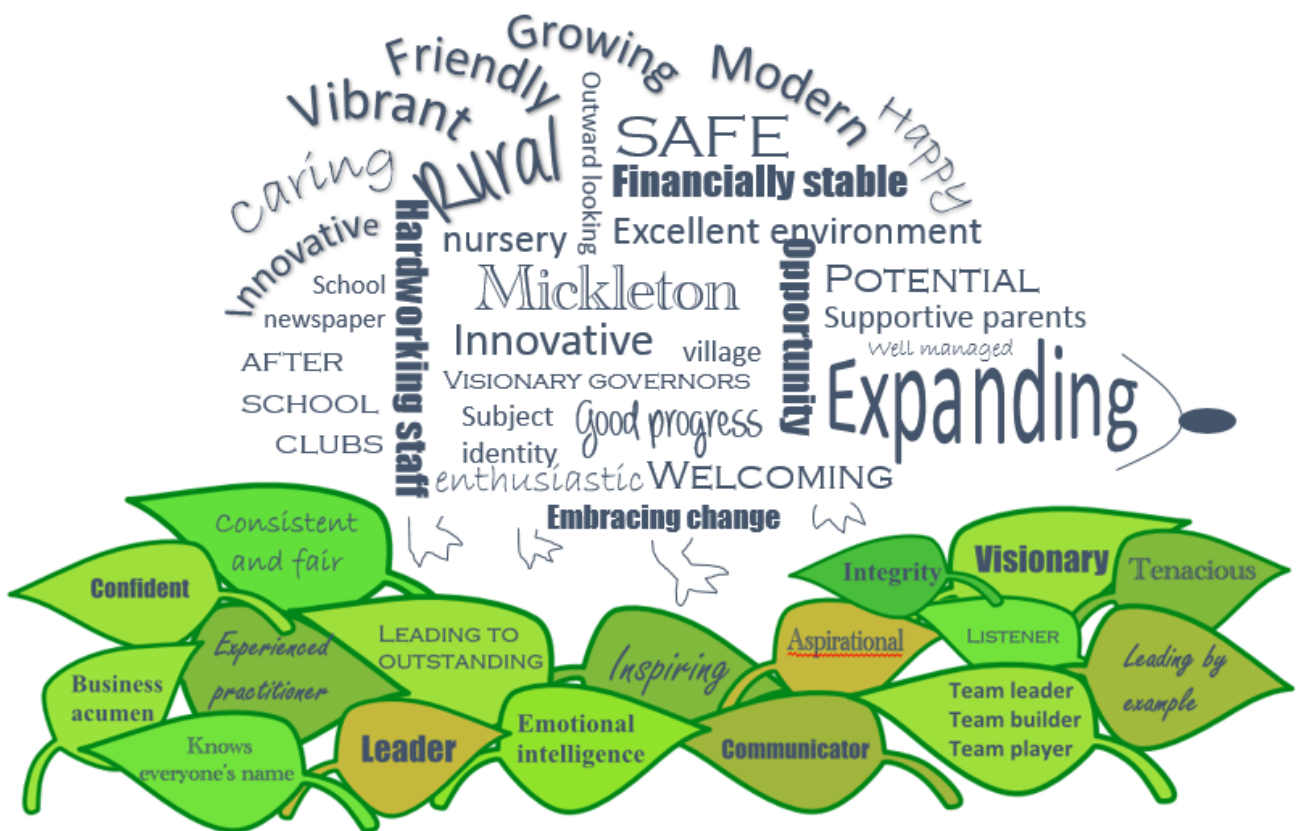 Growing
Friendly
Modern
Vibrant
Happy
Caring
Rural
Outward looking
SAFE
Financially stable
Innovative
Hardworking staff
nursery
Excellent environment
School
newspaper
Mickleton
Opportunity
POTENTIAL
Supportive parents
Innovative
village
Well managed
AFTER
SCHOOL
CLUBS
VISIONARY GOVERNORS
Expanding
Subject
identity
Good progress
enthusiastic
WELCOMING
Embracing change
Consistent
and fair
Confident
Integrity
Visionary
Tenacious
Experienced
practitioner
LEADING TO
OUTSTANDING
Inspiring
Aspirational
LISTENER
Leading by
example
Business
acumen
Knows
everyone's name
Leader
Emotional
intelligence
Communicator
Team leader
Team builder
Team player